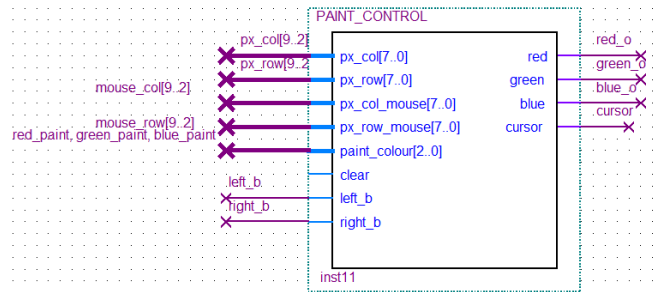 PAINT_CONTROL
px_col[9..2]
px_col[7..0]
red
red_o
px_row[9..2
px_row[7..0]
green
green_o
mouse_col[9..2]
px_col_mouse[7..0]
blue
blue_o
mouse_row[9..2]
px_row_mouse[7..0]
cursor
cursor
red_paint, green_paint, blue_paint
paint_colour[2..0]
clear
left_b
left_b
right_b
right_b
inst11